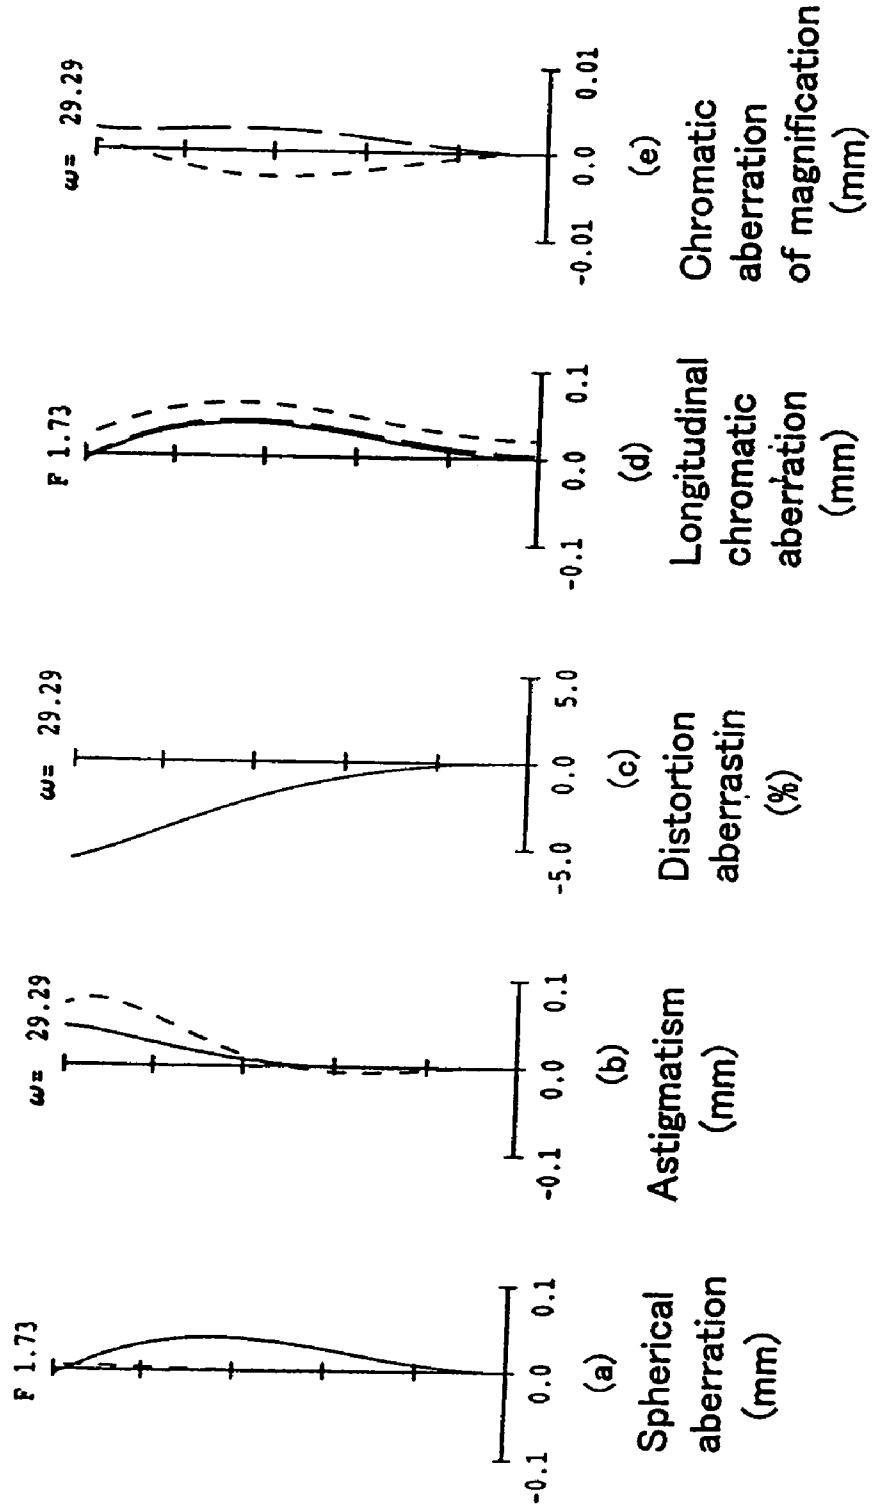 F 1.73
-0.1 0.0 0.1
(a)
Spherical
aberration
(mm)
ω= 29.29
-0.1 0.0 0.1
(b)
Astigmatism
(mm)
ω= 29.29
-5.0 0.0 5.0
(c)
Distortion
aberrastin
(%)
F 1.73
-0.1 0.0 0.1
(d)
Longitudinal
chromatic
aberration
(mm)
ω= 29.29
-0.01 0.0 0.01
(e)
Chromatic
aberration
of magnification
(mm)